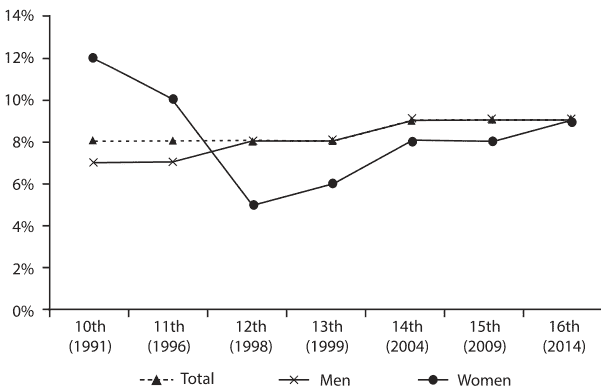 14%
12%
10%
8%
6%
4%
2%
0%
10th 11th 12th 13th 14th 15th 16th
(1991) (1996) (1998) (1999) (2004) (2009) (2014)
Total Men Women